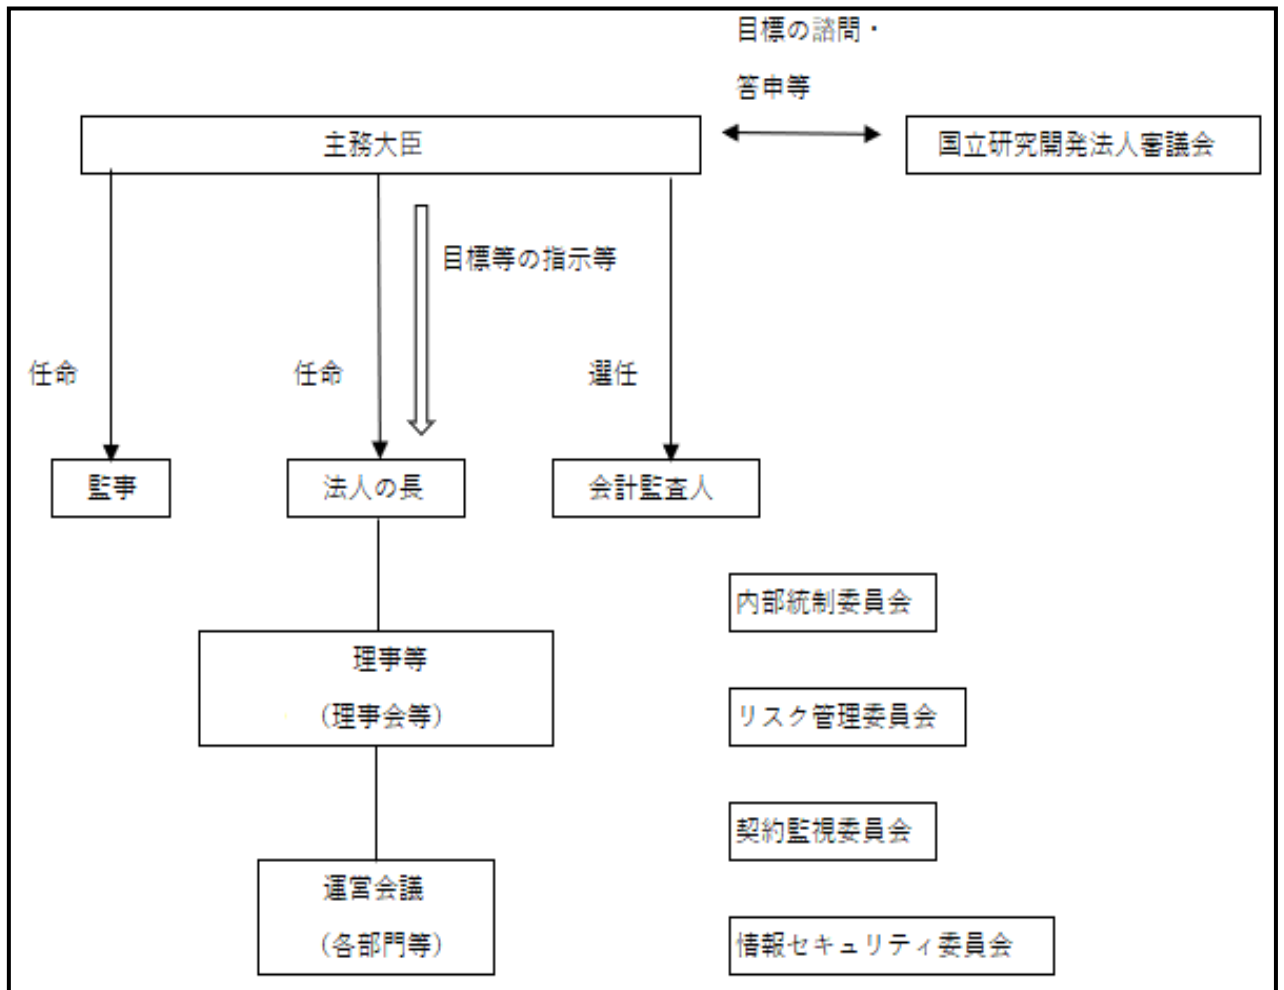 目標の諮問・
答申等
主務大臣
国立研究開発法人審議会
目標等の指示等
任命
任命
選任
監事
法人の長
会計監査人
内部統制委員会
理事等
（理事会等）
リスク管理委員会
契約監視委員会
運営会議
（各部門等）
情報セキュリティ委員会